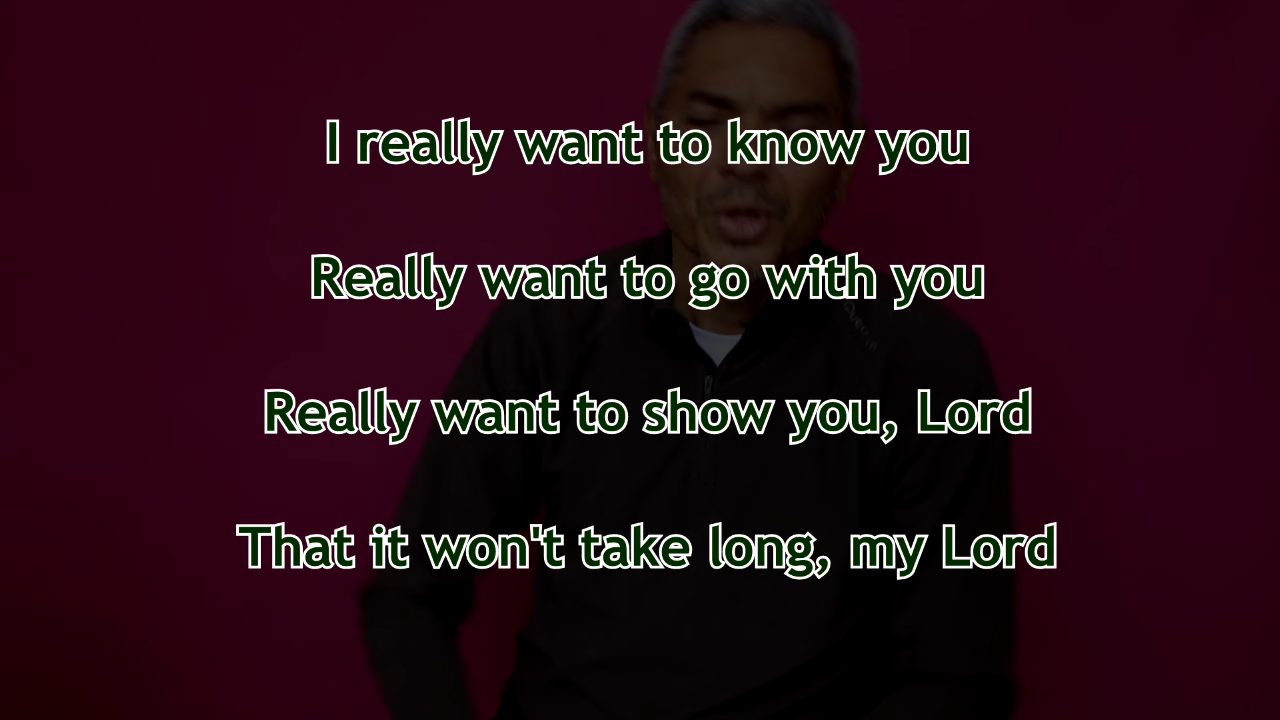 I really want to know you
Really want to go with you
Really want to show you, Lord
That it won't take long, my Lord